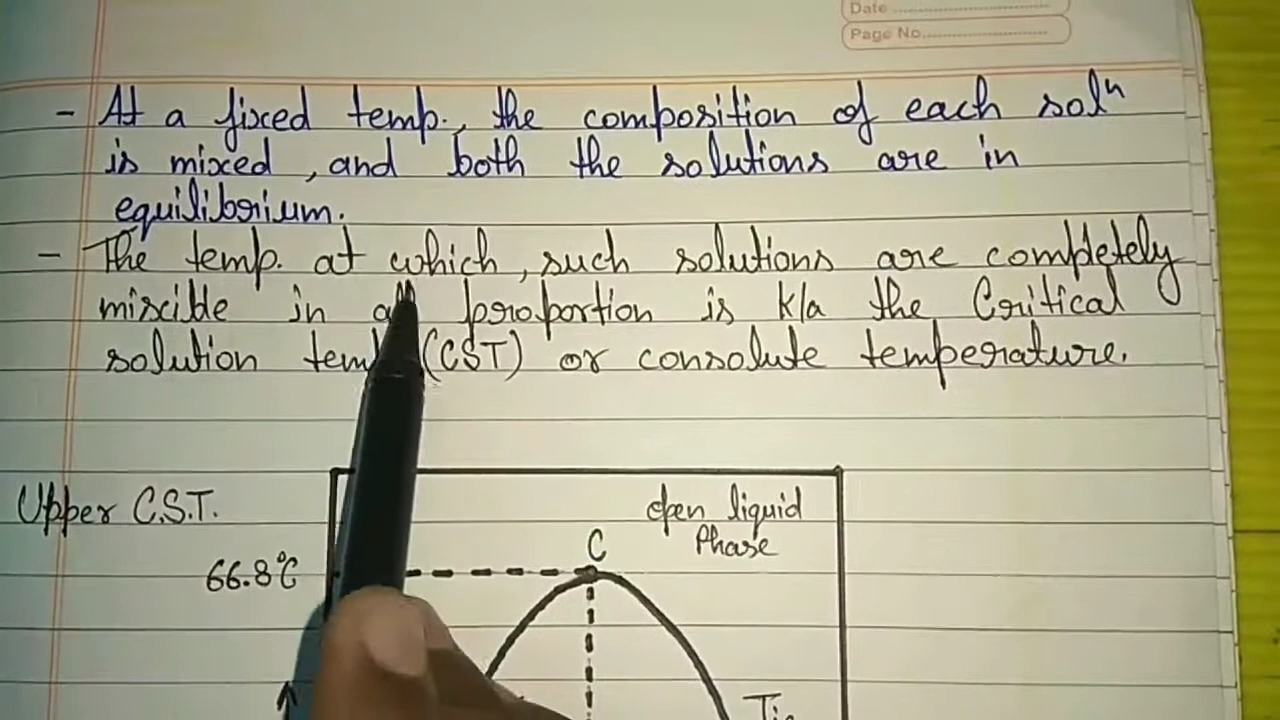 Date
Page No.
- At a fixed temp., the composition of each solⁿ
is mixed, and both the solutions are in
equilibrium.
- The temp. at which, such solutions are completely
miscible in proportion is k/a the Critical
solution (CST) or consolute temperature.
Upper C.S.T.
open liquid
Phase
C
66.8°C